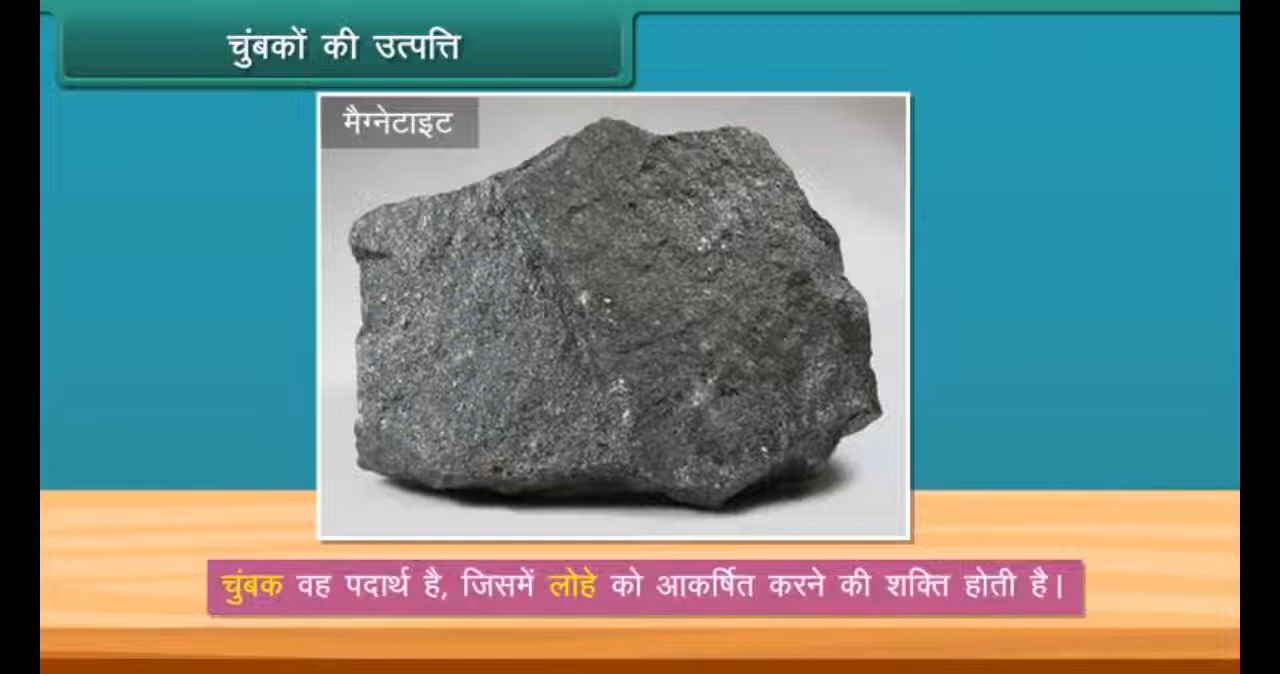 चुंबकों की उत्पत्ति
मैग्नेटाइट
चुंबक वह पदार्थ है, जिसमें लोहे को आकर्षित करने की शक्ति होती है।